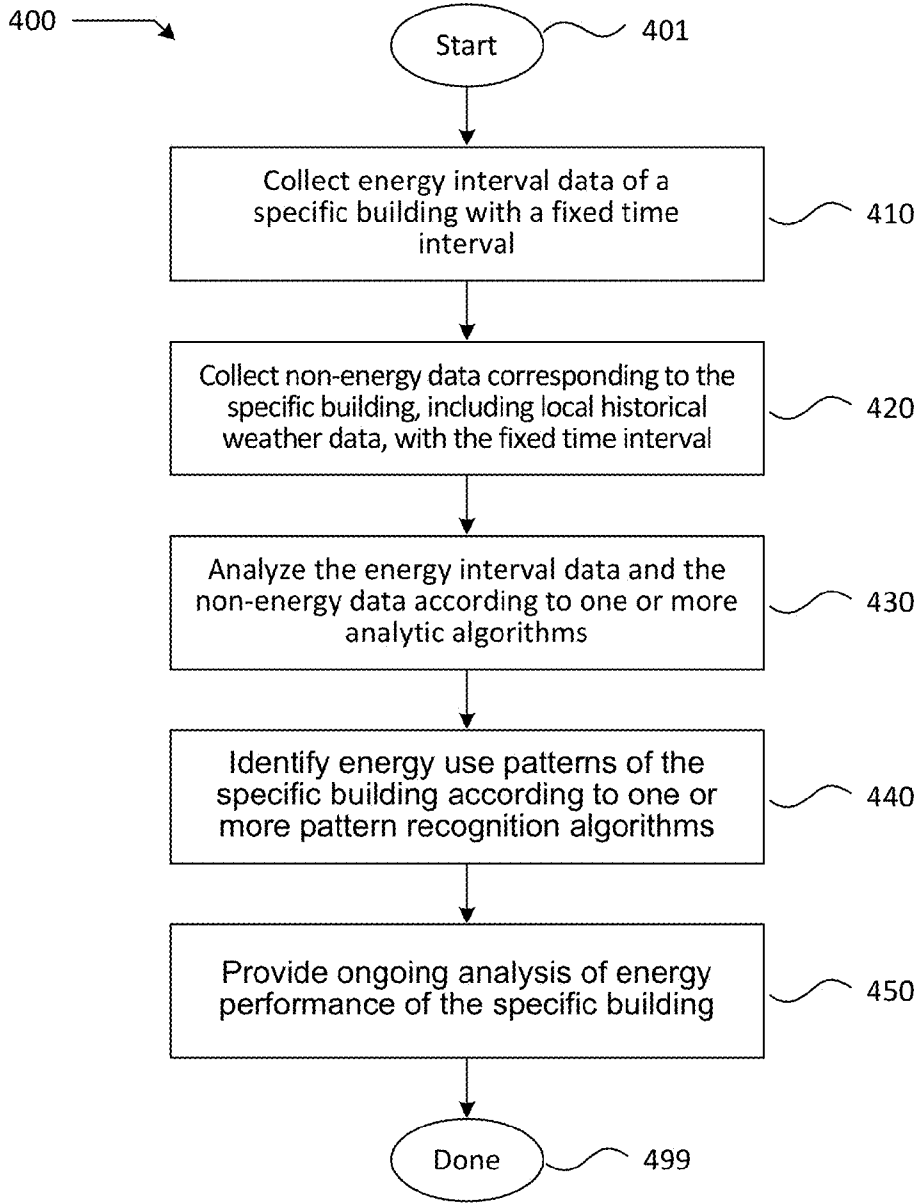 400
Start
401
Collect energy interval data of a
specific building with a fixed time
interval
410
Collect non-energy data corresponding to the
specific building, including local historical
weather data, with the fixed time interval
420
Analyze the energy interval data and the
non-energy data according to one or more
analytic algorithms
430
Identify energy use patterns of the
specific building according to one or
more pattern recognition algorithms
440
Provide ongoing analysis of energy
performance of the specific building
450
Done
499